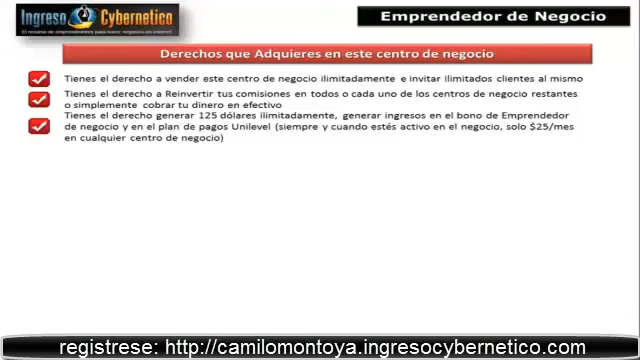 Ingreso Cybernetico
Emprendedor de Negocio
Derechos que Adquieres en este centro de negocio
Tienes el derecho a vender este centro de negocio ilimitadamente e invitar ilimitados clientes al mismo
Tienes el derecho a Reinvertir tus comisiones en todos o cada uno de los centros de negocio restantes
o simplemente cobrar tu dinero en efectivo
Tienes el derecho generar 125 dólares ilimitadamente, generar ingresos en el bono de Emprendedor
de negocio y en el plan de pagos Unilevel (siempre y cuando estés activo en el negocio, solo $25/mes
en cualquier centro de negocio)
registrese: http://camilomontoya.ingresocybernetico.com